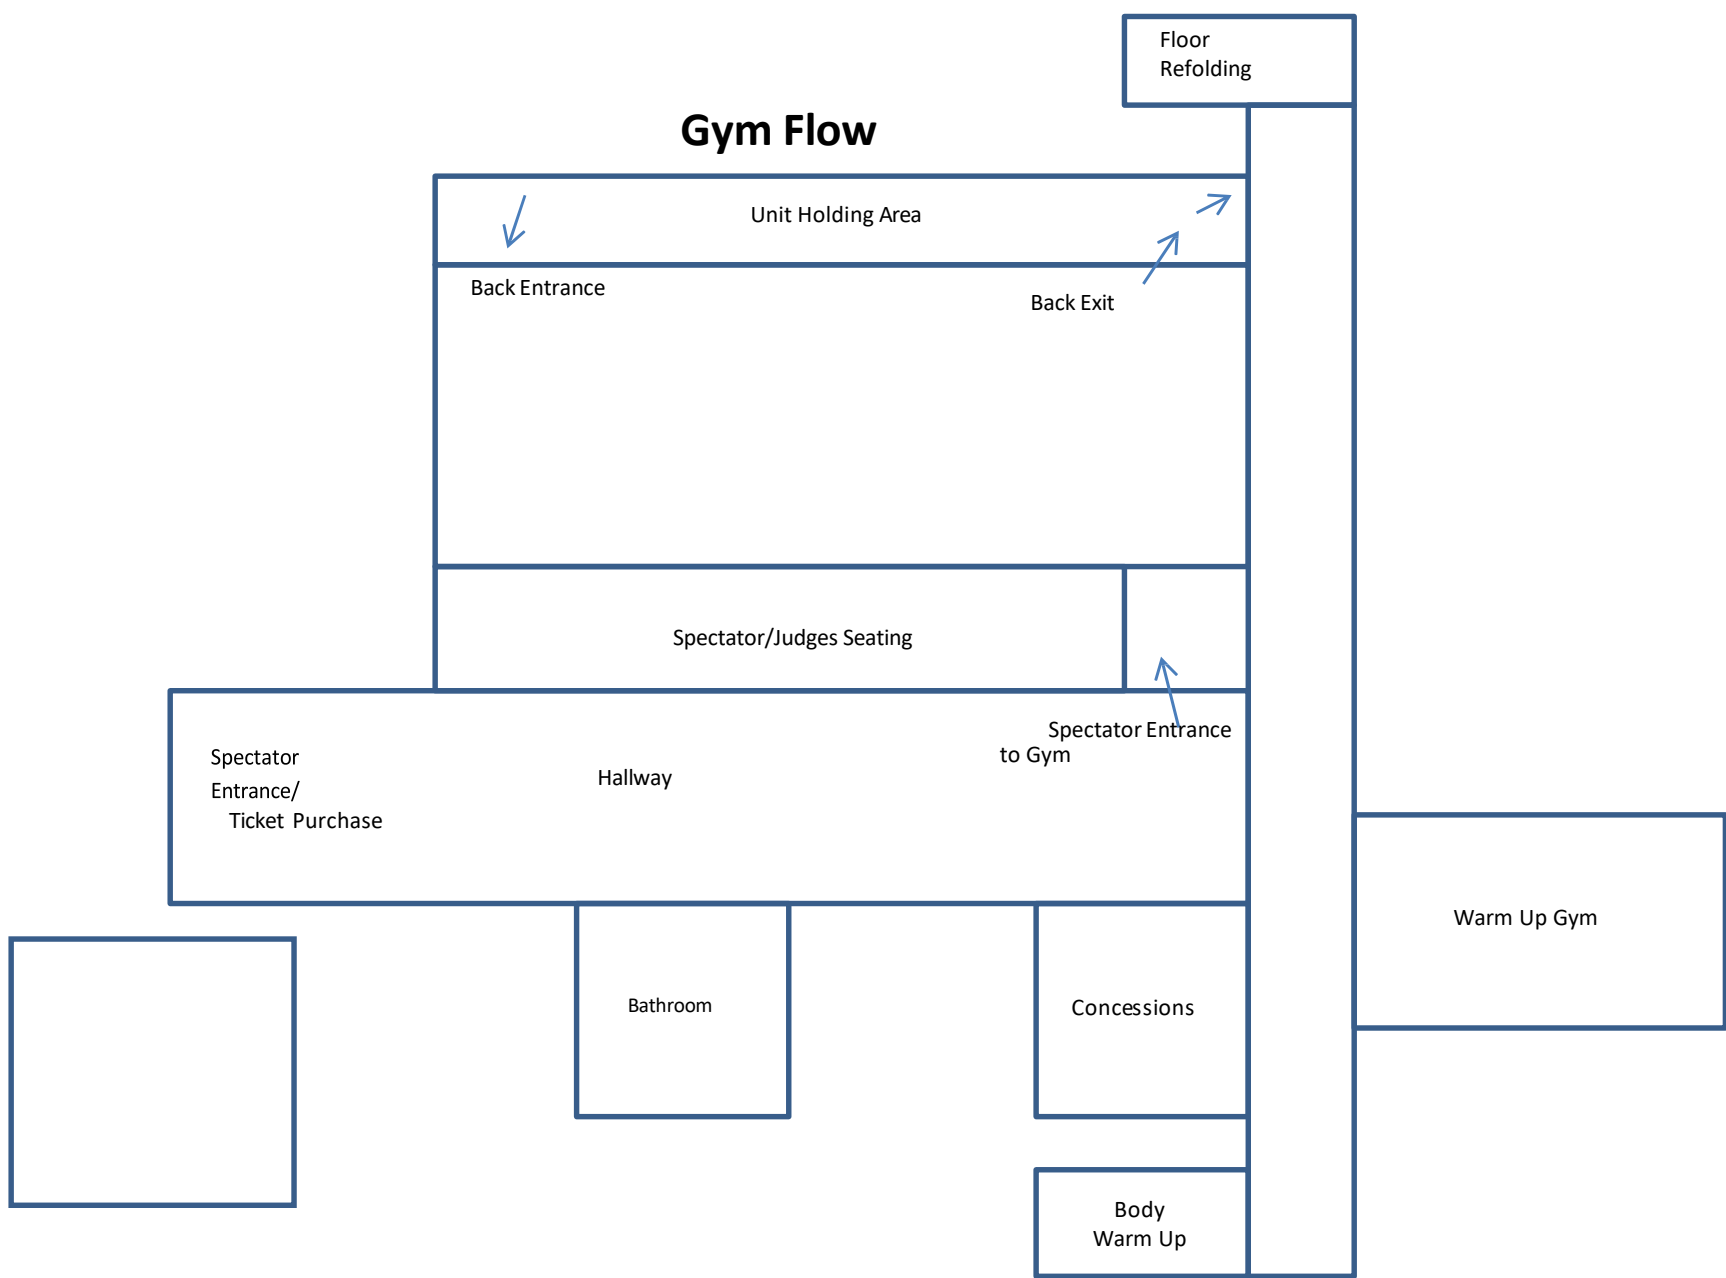 Floor
Refolding
Gym Flow
Unit Holding Area
Back Entrance
Back Exit
Spectator/Judges Seating
Spectator Entrance
to Gym
Spectator
Entrance/
Ticket Purchase
Hallway
Warm Up Gym
Bathroom
Concessions
Body
Warm Up